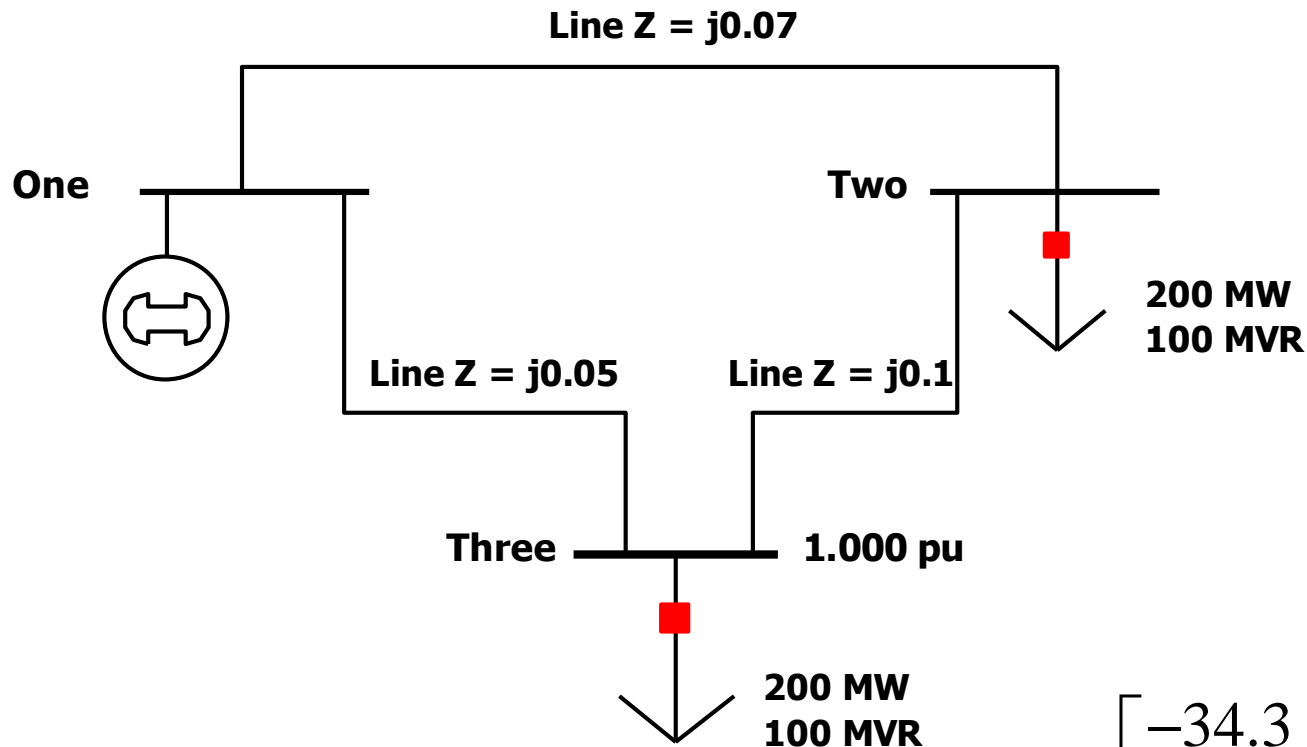 Line Z = j0.07
One
Two
200 MW
100 MVR
Line Z = j0.05
Line Z = j0.1
Three
1.000 pu
200 MW
100 MVR
−34.3